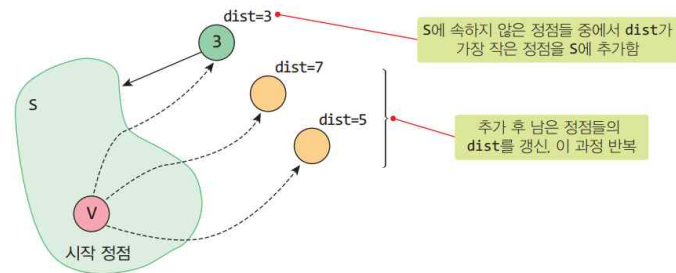 dist=3
3
S에 속하지 않은 정점들 중에서 dist가
가장 작은 정점을 S에 추가함
dist=7
S
dist=5
추가 후 남은 정점들의
dist를 갱신, 이 과정 반복
V
시작 정점